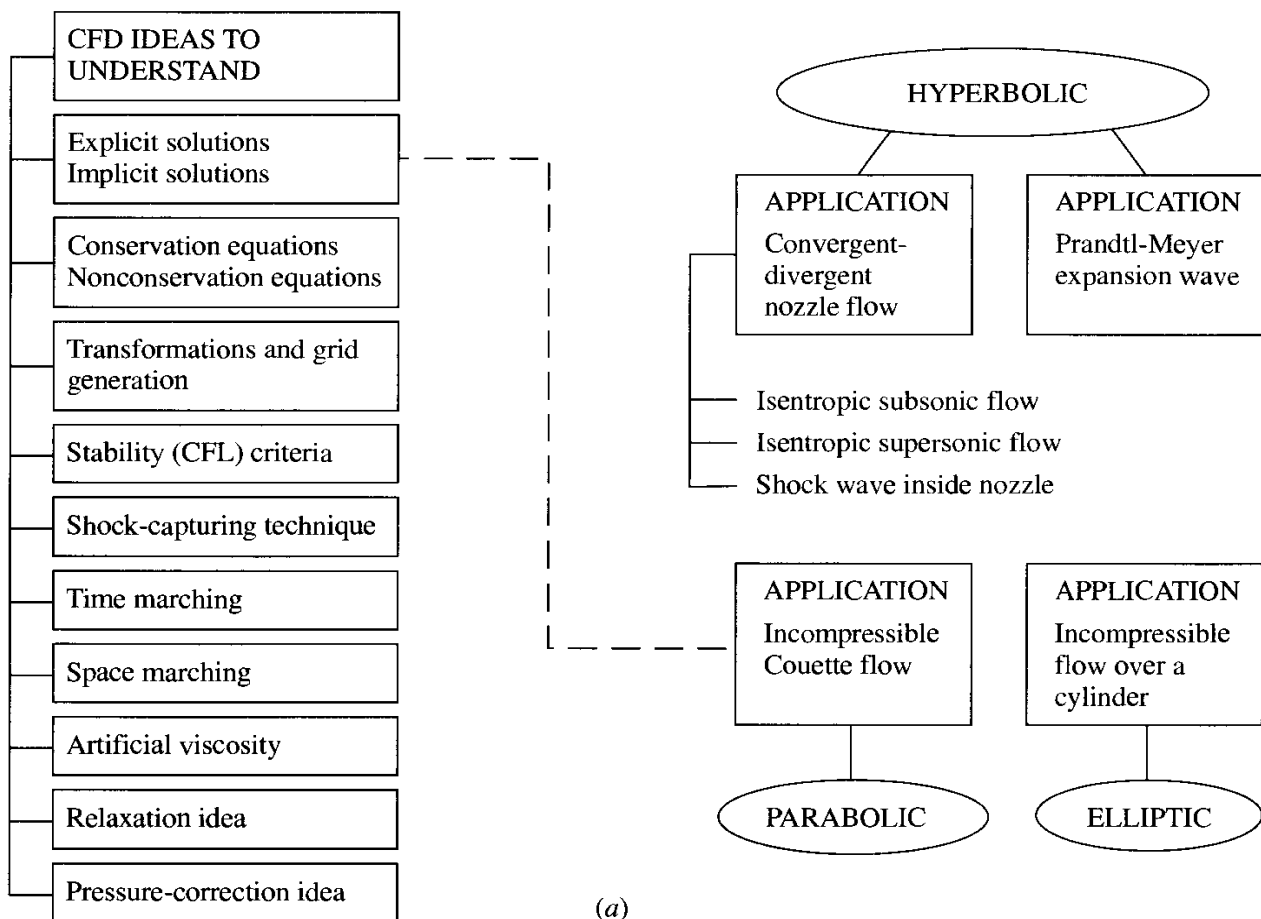 CFD IDEAS TO
UNDERSTAND
Explicit solutions
Implicit solutions
Conservation equations
Nonconservation equations
Transformations and grid
generation
Stability (CFL) criteria
Shock-capturing technique
Time marching
Space marching
Artificial viscosity
Relaxation idea
Pressure-correction idea
HYPERBOLIC
APPLICATION
Convergent-
divergent
nozzle flow
APPLICATION
Prandtl-Meyer
expansion wave
Isentropic subsonic flow
Isentropic supersonic flow
Shock wave inside nozzle
APPLICATION
Incompressible
Couette flow
APPLICATION
Incompressible
flow over a
cylinder
PARABOLIC
ELLIPTIC
(a)